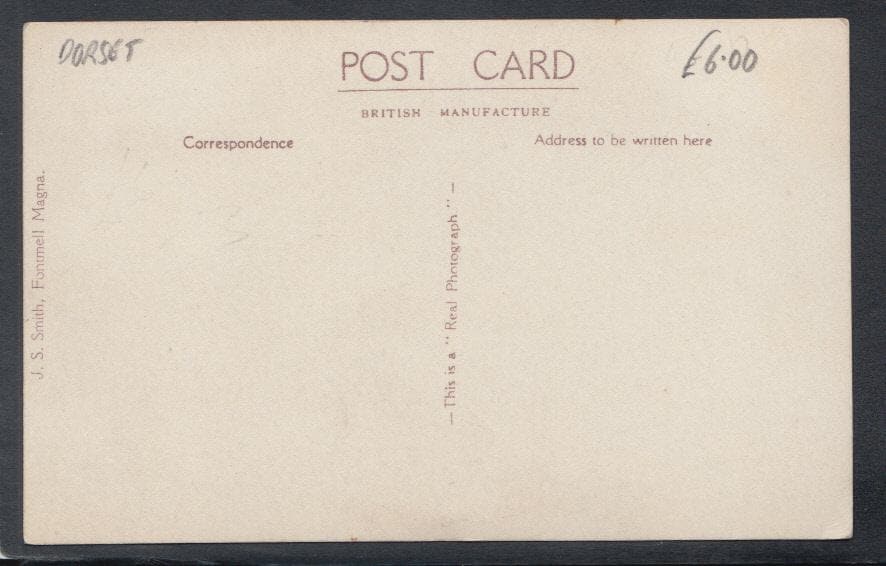 DORSET
POST CARD
£6.00
BRITISH MANUFACTURE
Correspondence
Address to be written here
J. S. Smith, Fontmell Magna.
—This is a "Real Photograph."—